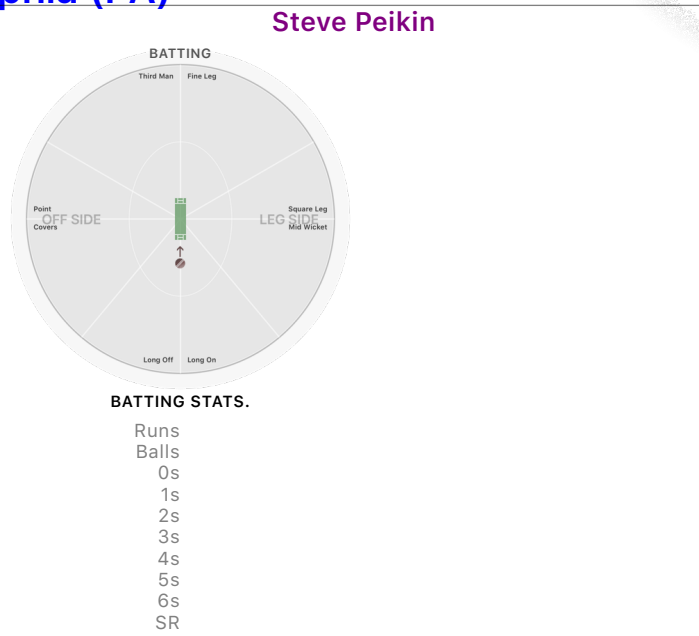 Steve Peikin
BATTING
Third Man Fine Leg
Point Square Leg
OFF SIDE LEG SIDE
Covers Mid Wicket
Long Off Long On
BATTING STATS.
Runs
Balls
0s
1s
2s
3s
4s
5s
6s
SR